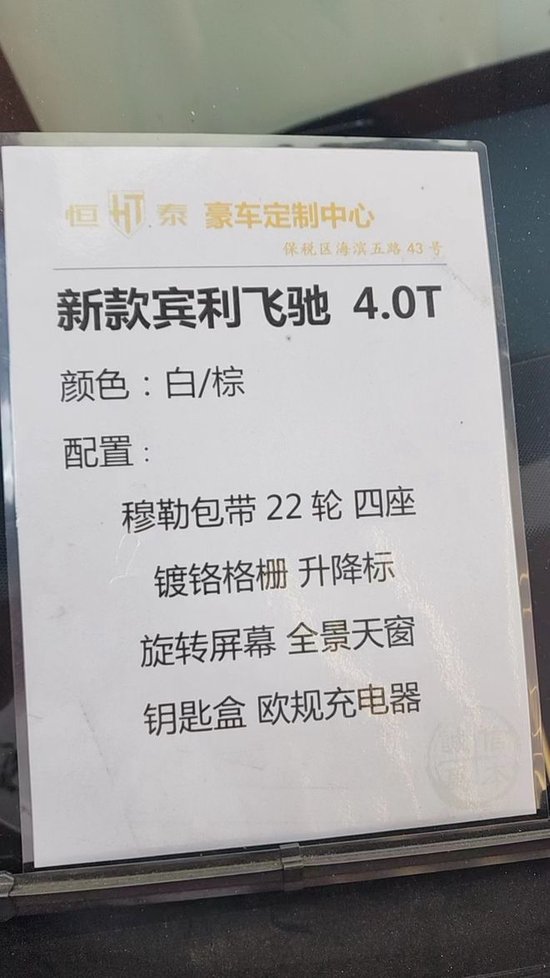 恒 HT 泰 豪车定制中心
保税区海滨五路 43 号
新款宾利飞驰 4.0T
颜色：白/棕
配置：
穆勒包带 22 轮 四座
镀铬格栅 升降标
旋转屏幕 全景天窗
钥匙盒 欧规充电器